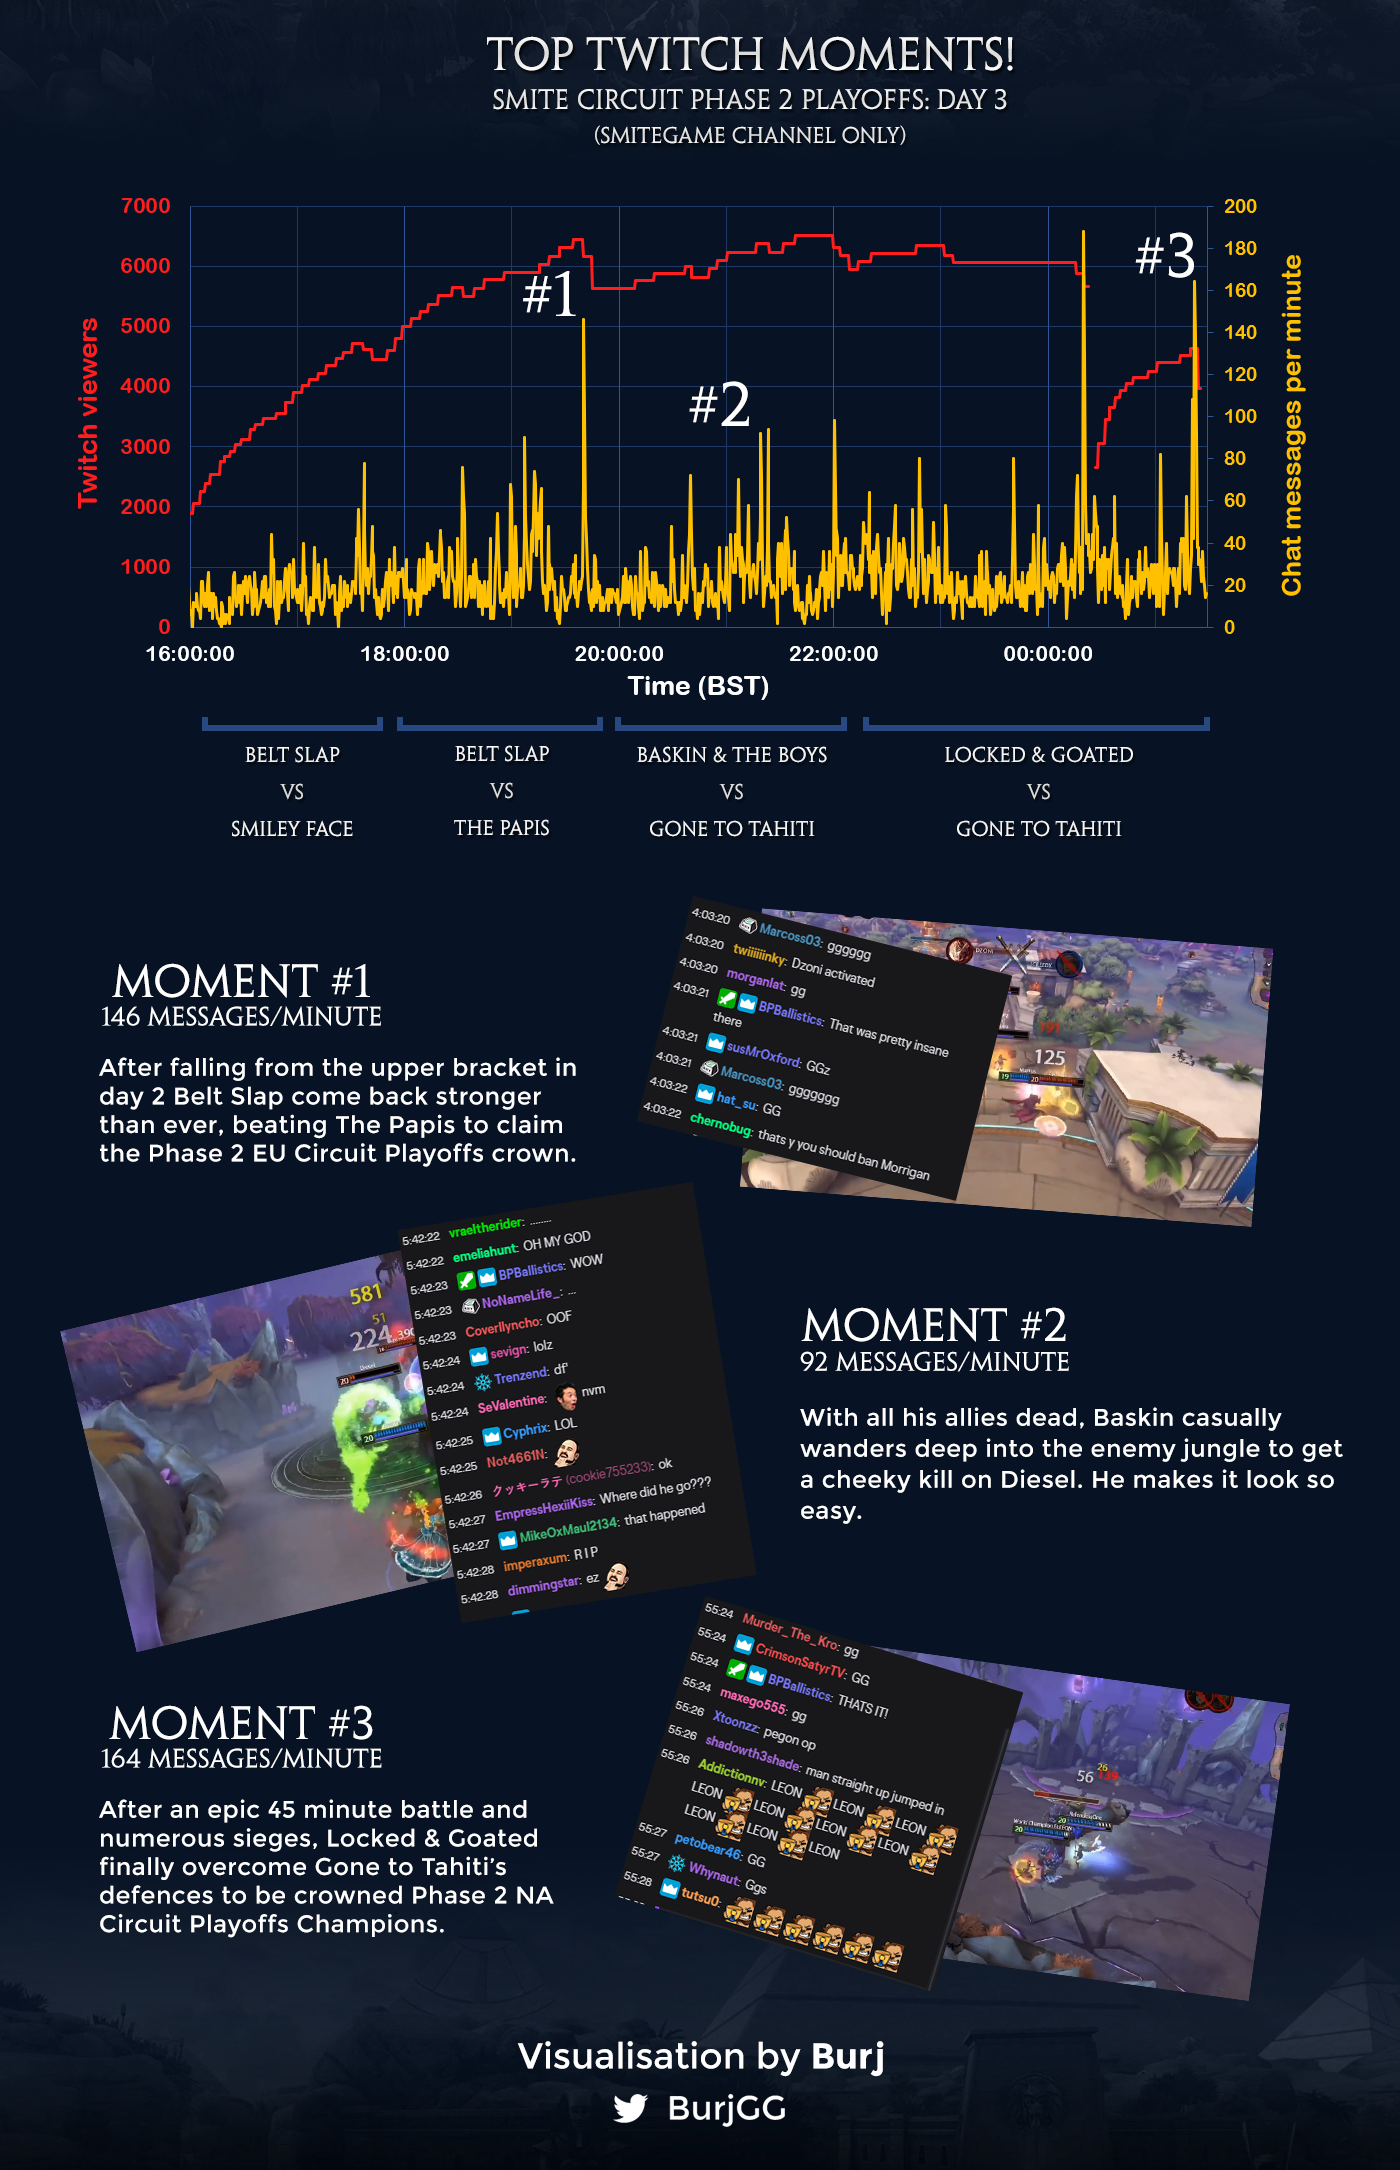 TOP TWITCH MOMENTS!
SMITE CIRCUIT PHASE 2 PLAYOFFS: DAY 3
(SMITEGAME CHANNEL ONLY)
7000
6000
5000
4000
3000
2000
1000
0
Twitch viewers
200
180
160
140
120
100
80
60
40
20
0
Chat messages per minute
#1
#2
#3
16:00:00
18:00:00
20:00:00
22:00:00
00:00:00
Time (BST)
BELT SLAP
VS
SMILEY FACE
BELT SLAP
VS
THE PAPIS
BASKIN & THE BOYS
VS
GONE TO TAHITI
LOCKED & GOATED
VS
GONE TO TAHITI
MOMENT #1
146 MESSAGES/MINUTE
After falling from the upper bracket in
day 2 Belt Slap come back stronger
than ever, beating The Papis to claim
the Phase 2 EU Circuit Playoffs crown.
4:03:20 Marcoss03: gggggg
4:03:20 twiiiiiinky: Dzoni activated
4:03:20 morganlat: gg
4:03:21 BPBallistics: That was pretty insane
there
4:03:21 susMrOxford: GGz
4:03:21 Marcoss03: ggggggg
4:03:22 hat_su: GG
4:03:22 chernobug: thats y you should ban Morrigan
DZONI
191
125
19
20
5:42:22 vraeltherider: ........
5:42:22 emeliahunt: OH MY GOD
5:42:23 BPBallistics: WOW
5:42:23 NoNameLife_: ...
5:42:23 Coverllyncho: OOF
5:42:24 sevign: lolz
5:42:24 Trenzend: df'
5:42:24 SeValentine: nvm
5:42:25 Cyphrix: LOL
5:42:25 Not4661N:
5:42:26 クッキーラテ (cookie755233): ok
5:42:27 EmpressHexiiKiss: Where did he go???
5:42:27 MikeOxMaul2134: that happened
5:42:28 imperaxum: R I P
5:42:28 dimmingstar: ez
581
51
224
390
Diesel
20
20
MOMENT #2
92 MESSAGES/MINUTE
With all his allies dead, Baskin casually
wanders deep into the enemy jungle to get
a cheeky kill on Diesel. He makes it look so
easy.
55:24 Murder_The_Kro: gg
55:24 CrimsonSatyrTV: GG
55:24 BPBallistics: THATS IT!
55:24 maxego555: gg
55:26 Xtoonzz: pegon op
55:26 shadowth3shade: man straight up jumped in
55:26 Addictionnv: LEON LEON LEON
LEON LEON LEON LEON
LEON LEON LEON
55:27 petobear46: GG
55:27 Whynaut: Ggs
55:28 tutsu0:
56
26
139
20
20
MOMENT #3
164 MESSAGES/MINUTE
After an epic 45 minute battle and
numerous sieges, Locked & Goated
finally overcome Gone to Tahiti's
defences to be crowned Phase 2 NA
Circuit Playoffs Champions.
Visualisation by Burj
BurjGG